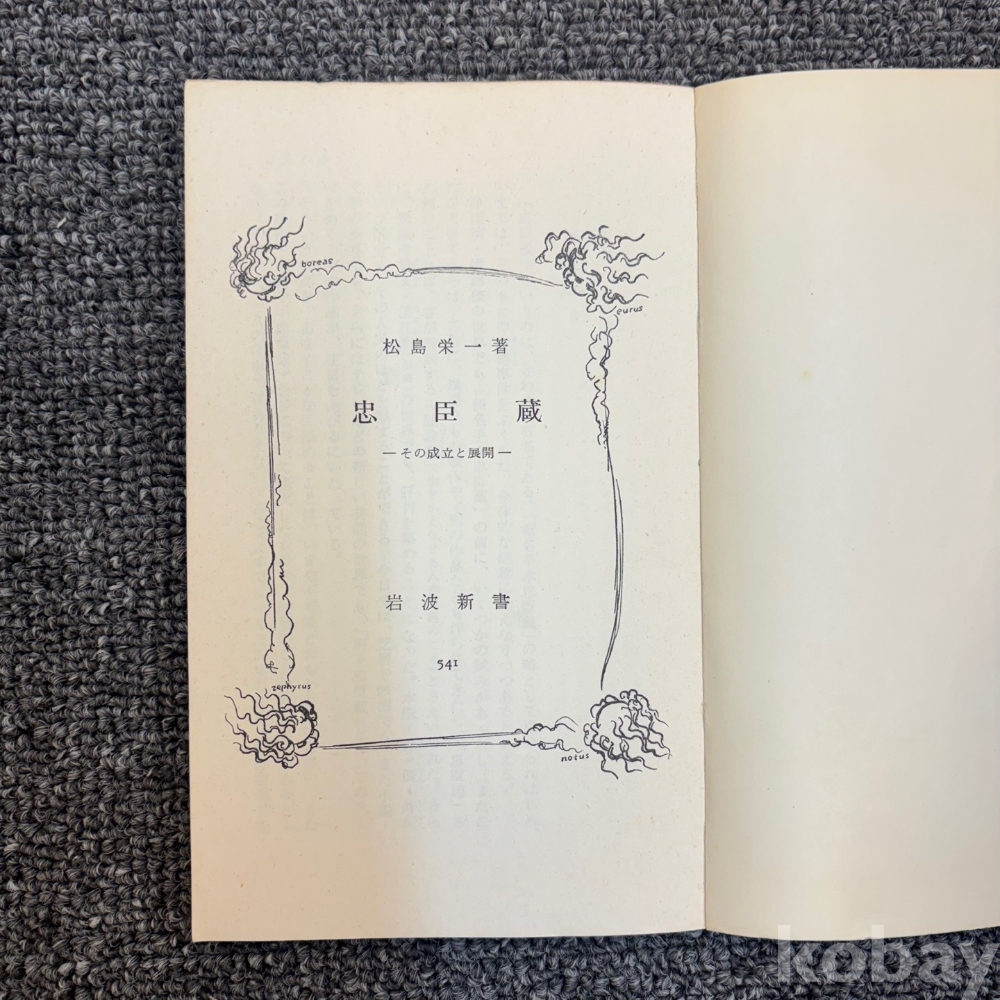 boreas
eurus
松島栄一著
忠臣蔵
—その成立と展開—
岩波新書
541
zephyrus
notus
kobay